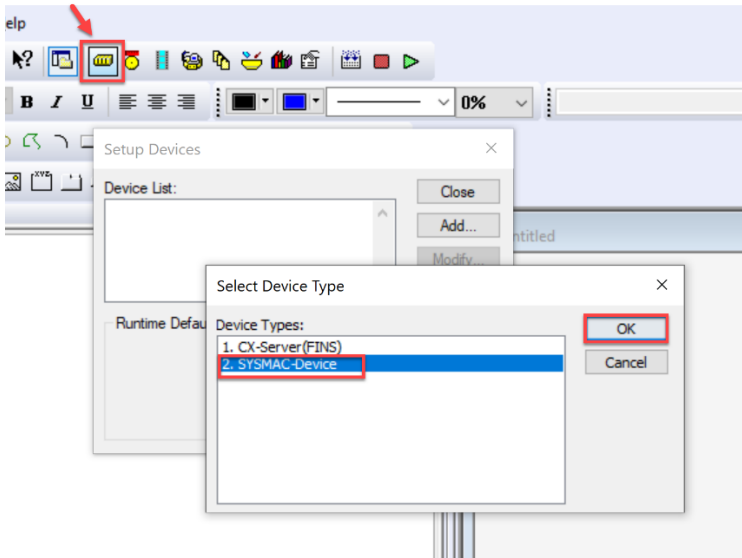 elp
B I U
0%
XYZ
Setup Devices
Device List:
Close
Add...
Modify...
ntitled
Select Device Type
Runtime Defau
Device Types:
1. CX-Server(FINS)
2. SYSMAC-Device
OK
Cancel